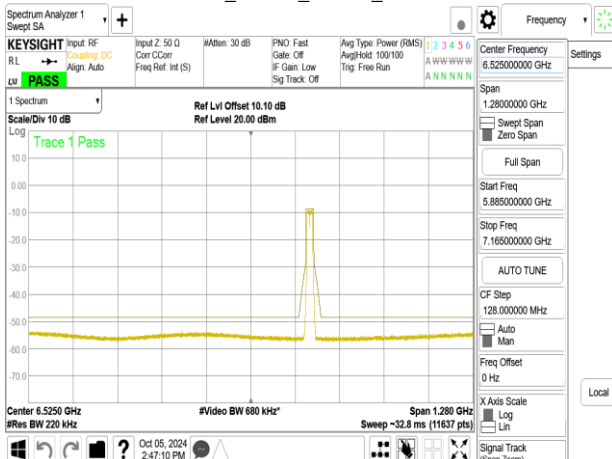 Spectrum Analyzer 1
Swept SA
Frequency
KEYSIGHT
RL
LXI
PASS
Input: RF
Coupling: DC
Align: Auto
Input Z: 50 Ω
Corr CCorr
Freq Ref: Int (S)
#Atten: 30 dB
PNO: Fast
Gate: Off
IF Gain: Low
Sig Track: Off
Avg Type: Power (RMS)
Avg|Hold: 100/100
Trig: Free Run
1 2 3 4 5 6
A W W W W W
A N N N N N
1 Spectrum
Scale/Div 10 dB
Ref Lvl Offset 10.10 dB
Ref Level 20.00 dBm
Log
Trace 1 Pass
10.0
0.00
-10.0
-20.0
-30.0
-40.0
-50.0
-60.0
-70.0
Center 6.5250 GHz
#Res BW 220 kHz
#Video BW 680 kHz*
Span 1.280 GHz
Sweep ~32.8 ms (11637 pts)
?
Oct 05, 2024
2:47:10 PM
Center Frequency
6.525000000 GHz
Span
1.28000000 GHz
Swept Span
Zero Span
Full Span
Start Freq
5.885000000 GHz
Stop Freq
7.165000000 GHz
AUTO TUNE
CF Step
128.000000 MHz
Auto
Man
Freq Offset
0 Hz
X Axis Scale
Log
Lin
Signal Track
(Span Zoom)
Settings
Local